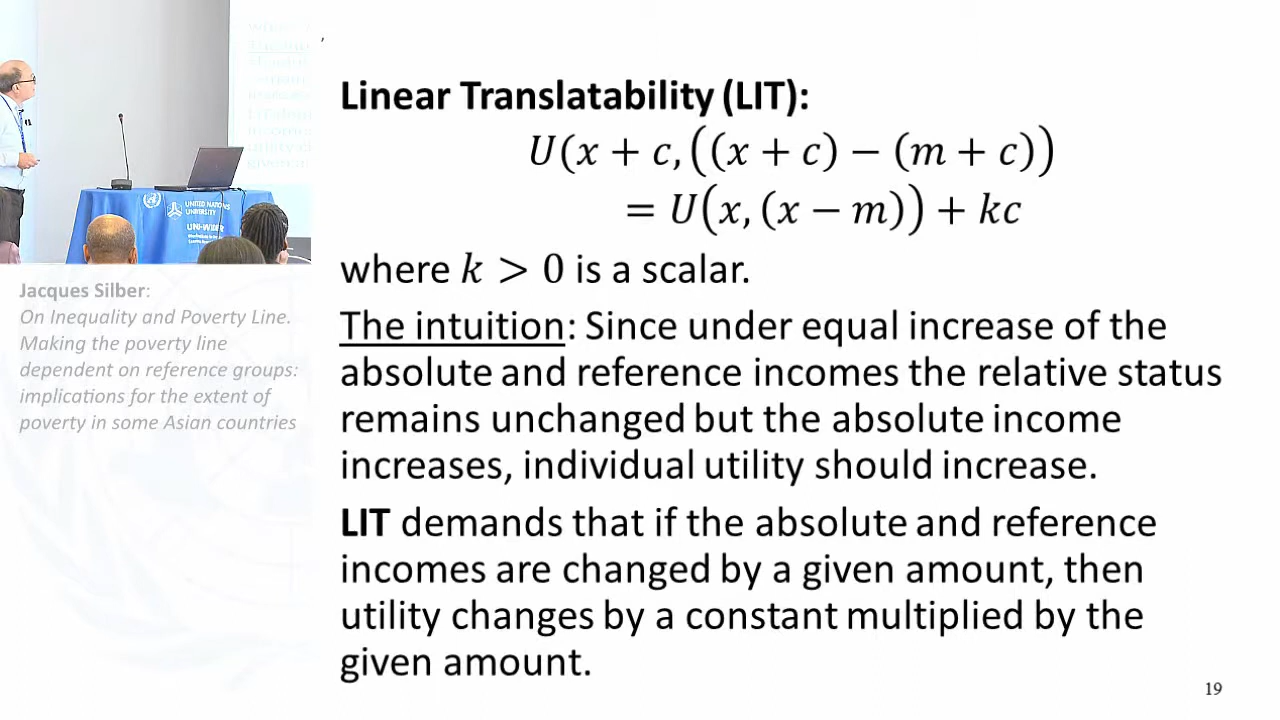 Linear Translatability (LIT):
U(x + c, ((x + c) − (m + c))
= U(x, (x − m)) + kc
where k > 0 is a scalar.
The intuition: Since under equal increase of the
absolute and reference incomes the relative status
remains unchanged but the absolute income
increases, individual utility should increase.
LIT demands that if the absolute and reference
incomes are changed by a given amount, then
utility changes by a constant multiplied by the
given amount.
19
UNITED NATIONS
UNIVERSITY
Jacques Silber:
On Inequality and Poverty Line.
Making the poverty line
dependent on reference groups:
implications for the extent of
poverty in some Asian countries